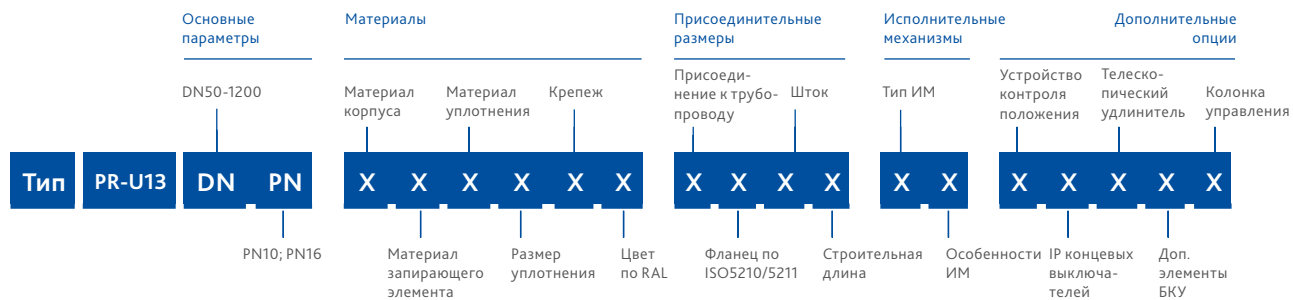 Основные
параметры
Материалы
Присоединительные
размеры
Исполнительные
механизмы
Дополнительные
опции
DN50-1200
Материал
корпуса
Материал
уплотнения
Крепеж
Присоеди-
нение к трубо-
проводу
Шток
Тип ИМ
Устройство
контроля
положения
Телеско-
пический
удлинитель
Колонка
управления
Тип PR-U13 DN PN X X X X X X X X X X X X X X X X X
PN10; PN16
Материал
запирающего
элемента
Размер
уплотнения
Цвет
по RAL
Фланец по
ISO5210/5211
Строительная
длина
Особенности
ИМ
IP концевых
выключа-
телей
Доп.
элементы
БКУ